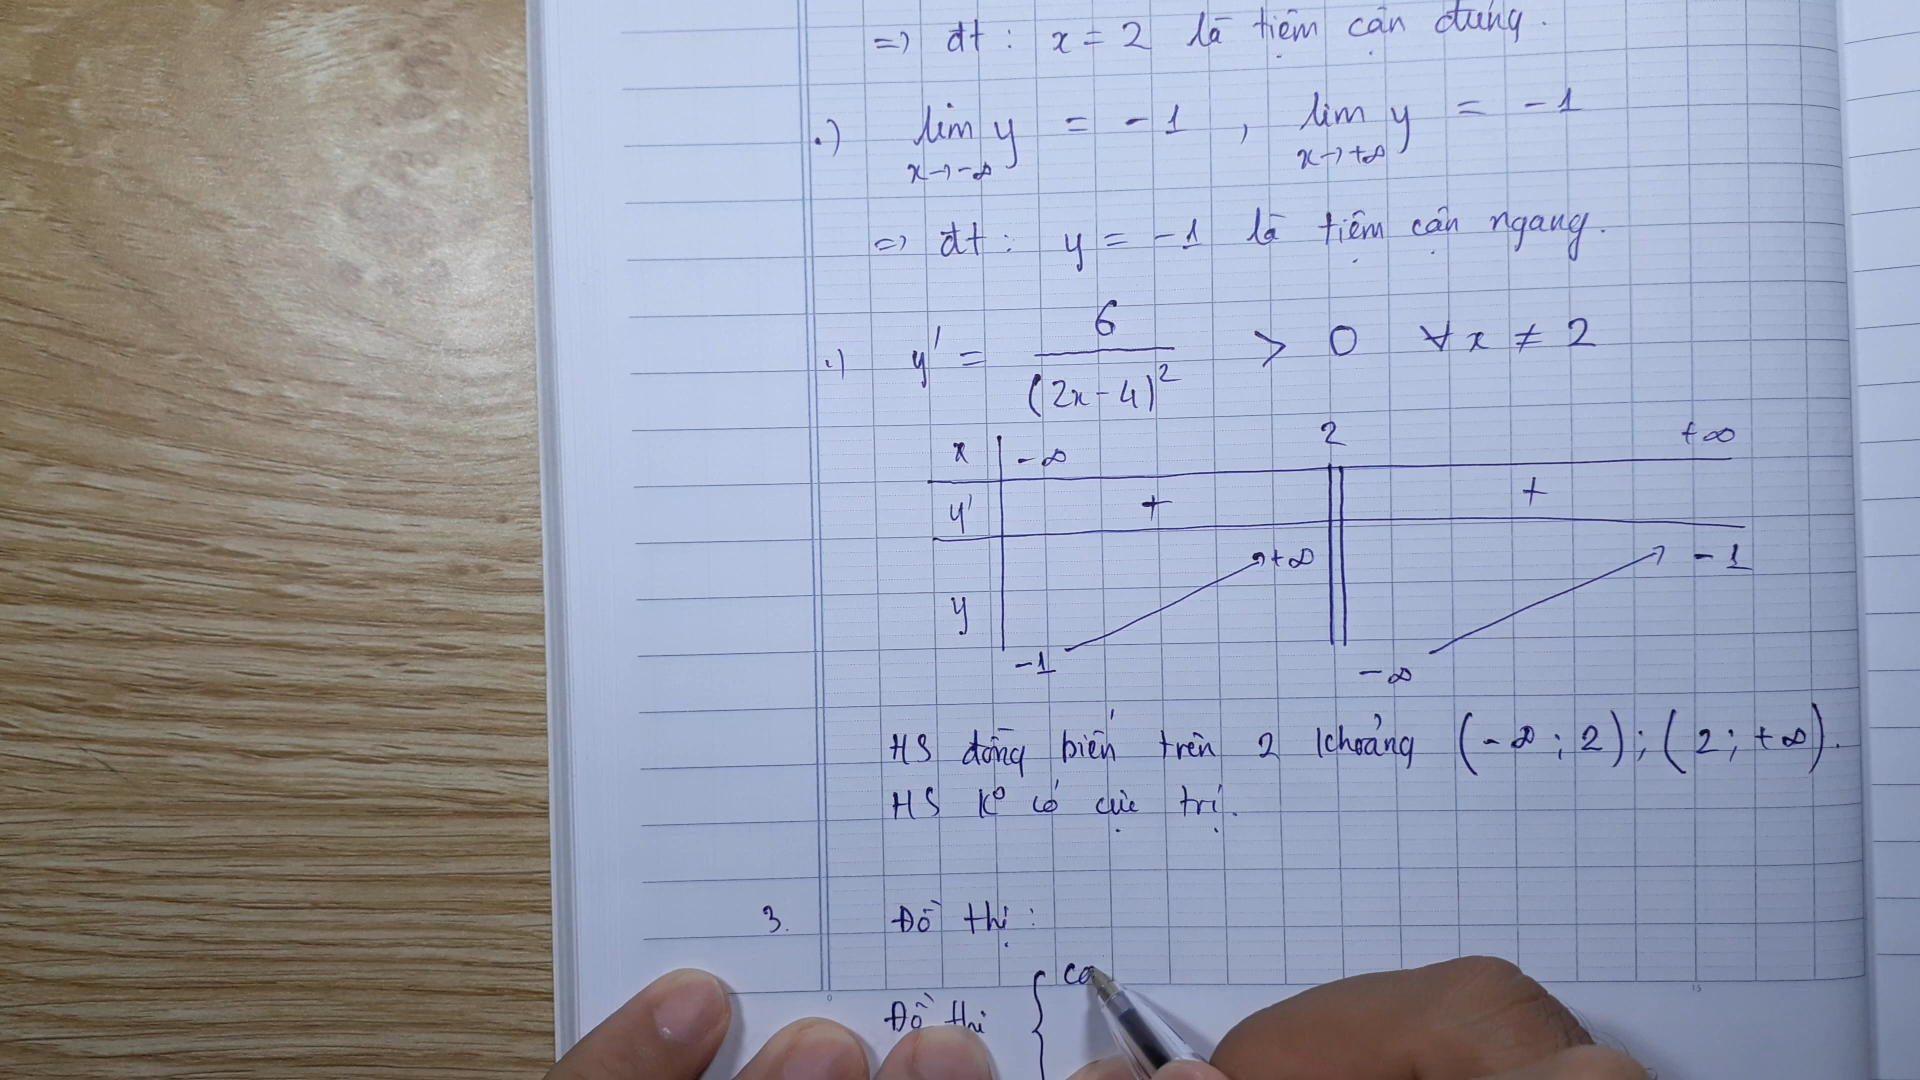 => đt : x = 2 là tiệm cận đứng.
.) lim y = -1 , lim y = -1
x→-∞ x→+∞
=> đt : y = -1 là tiệm cận ngang.
.) y' = 6 / (2x-4)² > 0 ∀x ≠ 2
x -∞ 2 +∞
y' + +
y -1 +∞ -∞ -1
HS đồng biến trên 2 khoảng (-∞ ; 2) ; (2 ; +∞).
HS k° có cực trị.
3. Đồ thị :
Đồ thị { cắ